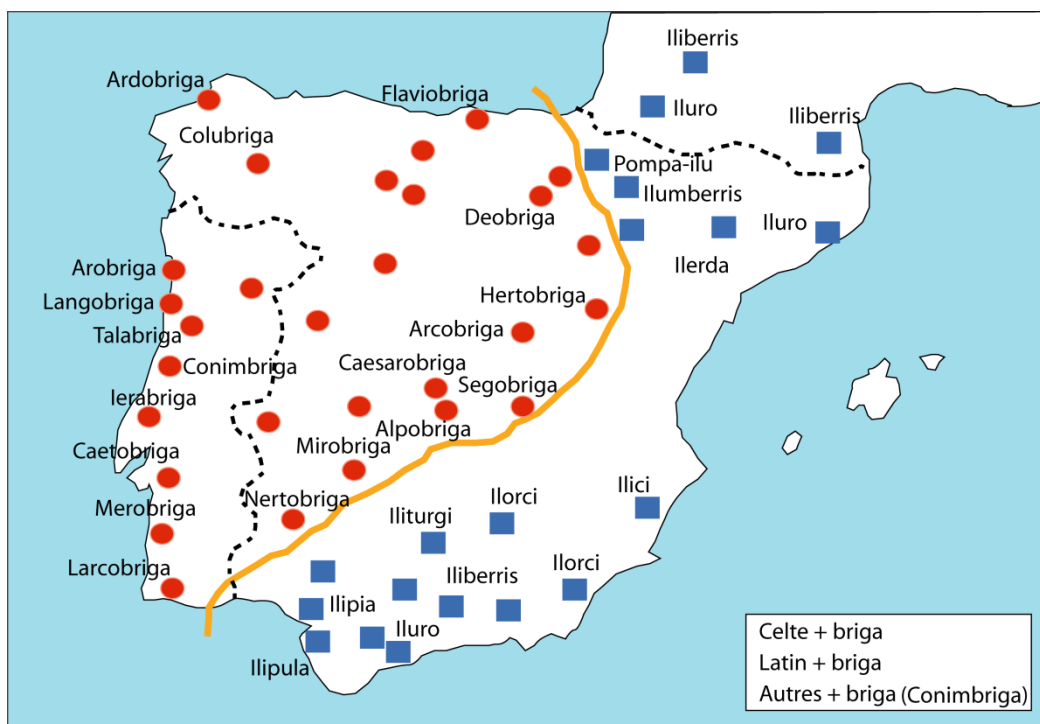 Iliberris
Ardobriga
Flaviobriga
Iluro
Iliberris
Colubriga
Pompa-ilu
Ilumberris
Deobriga
Iluro
Arobriga
Ilerda
Langobriga
Hertobriga
Talabriga
Arcobriga
Conimbriga
Caesarobriga
Segobriga
Ierabriga
Alpobriga
Mirobriga
Caetobriga
Nertobriga
Ilici
Ilorci
Merobriga
Iliturgi
Larcobriga
Iliberris
Ilorci
Ilipia
Iluro
Ilipula
Celte + briga
Latin + briga
Autres + briga (Conimbriga)